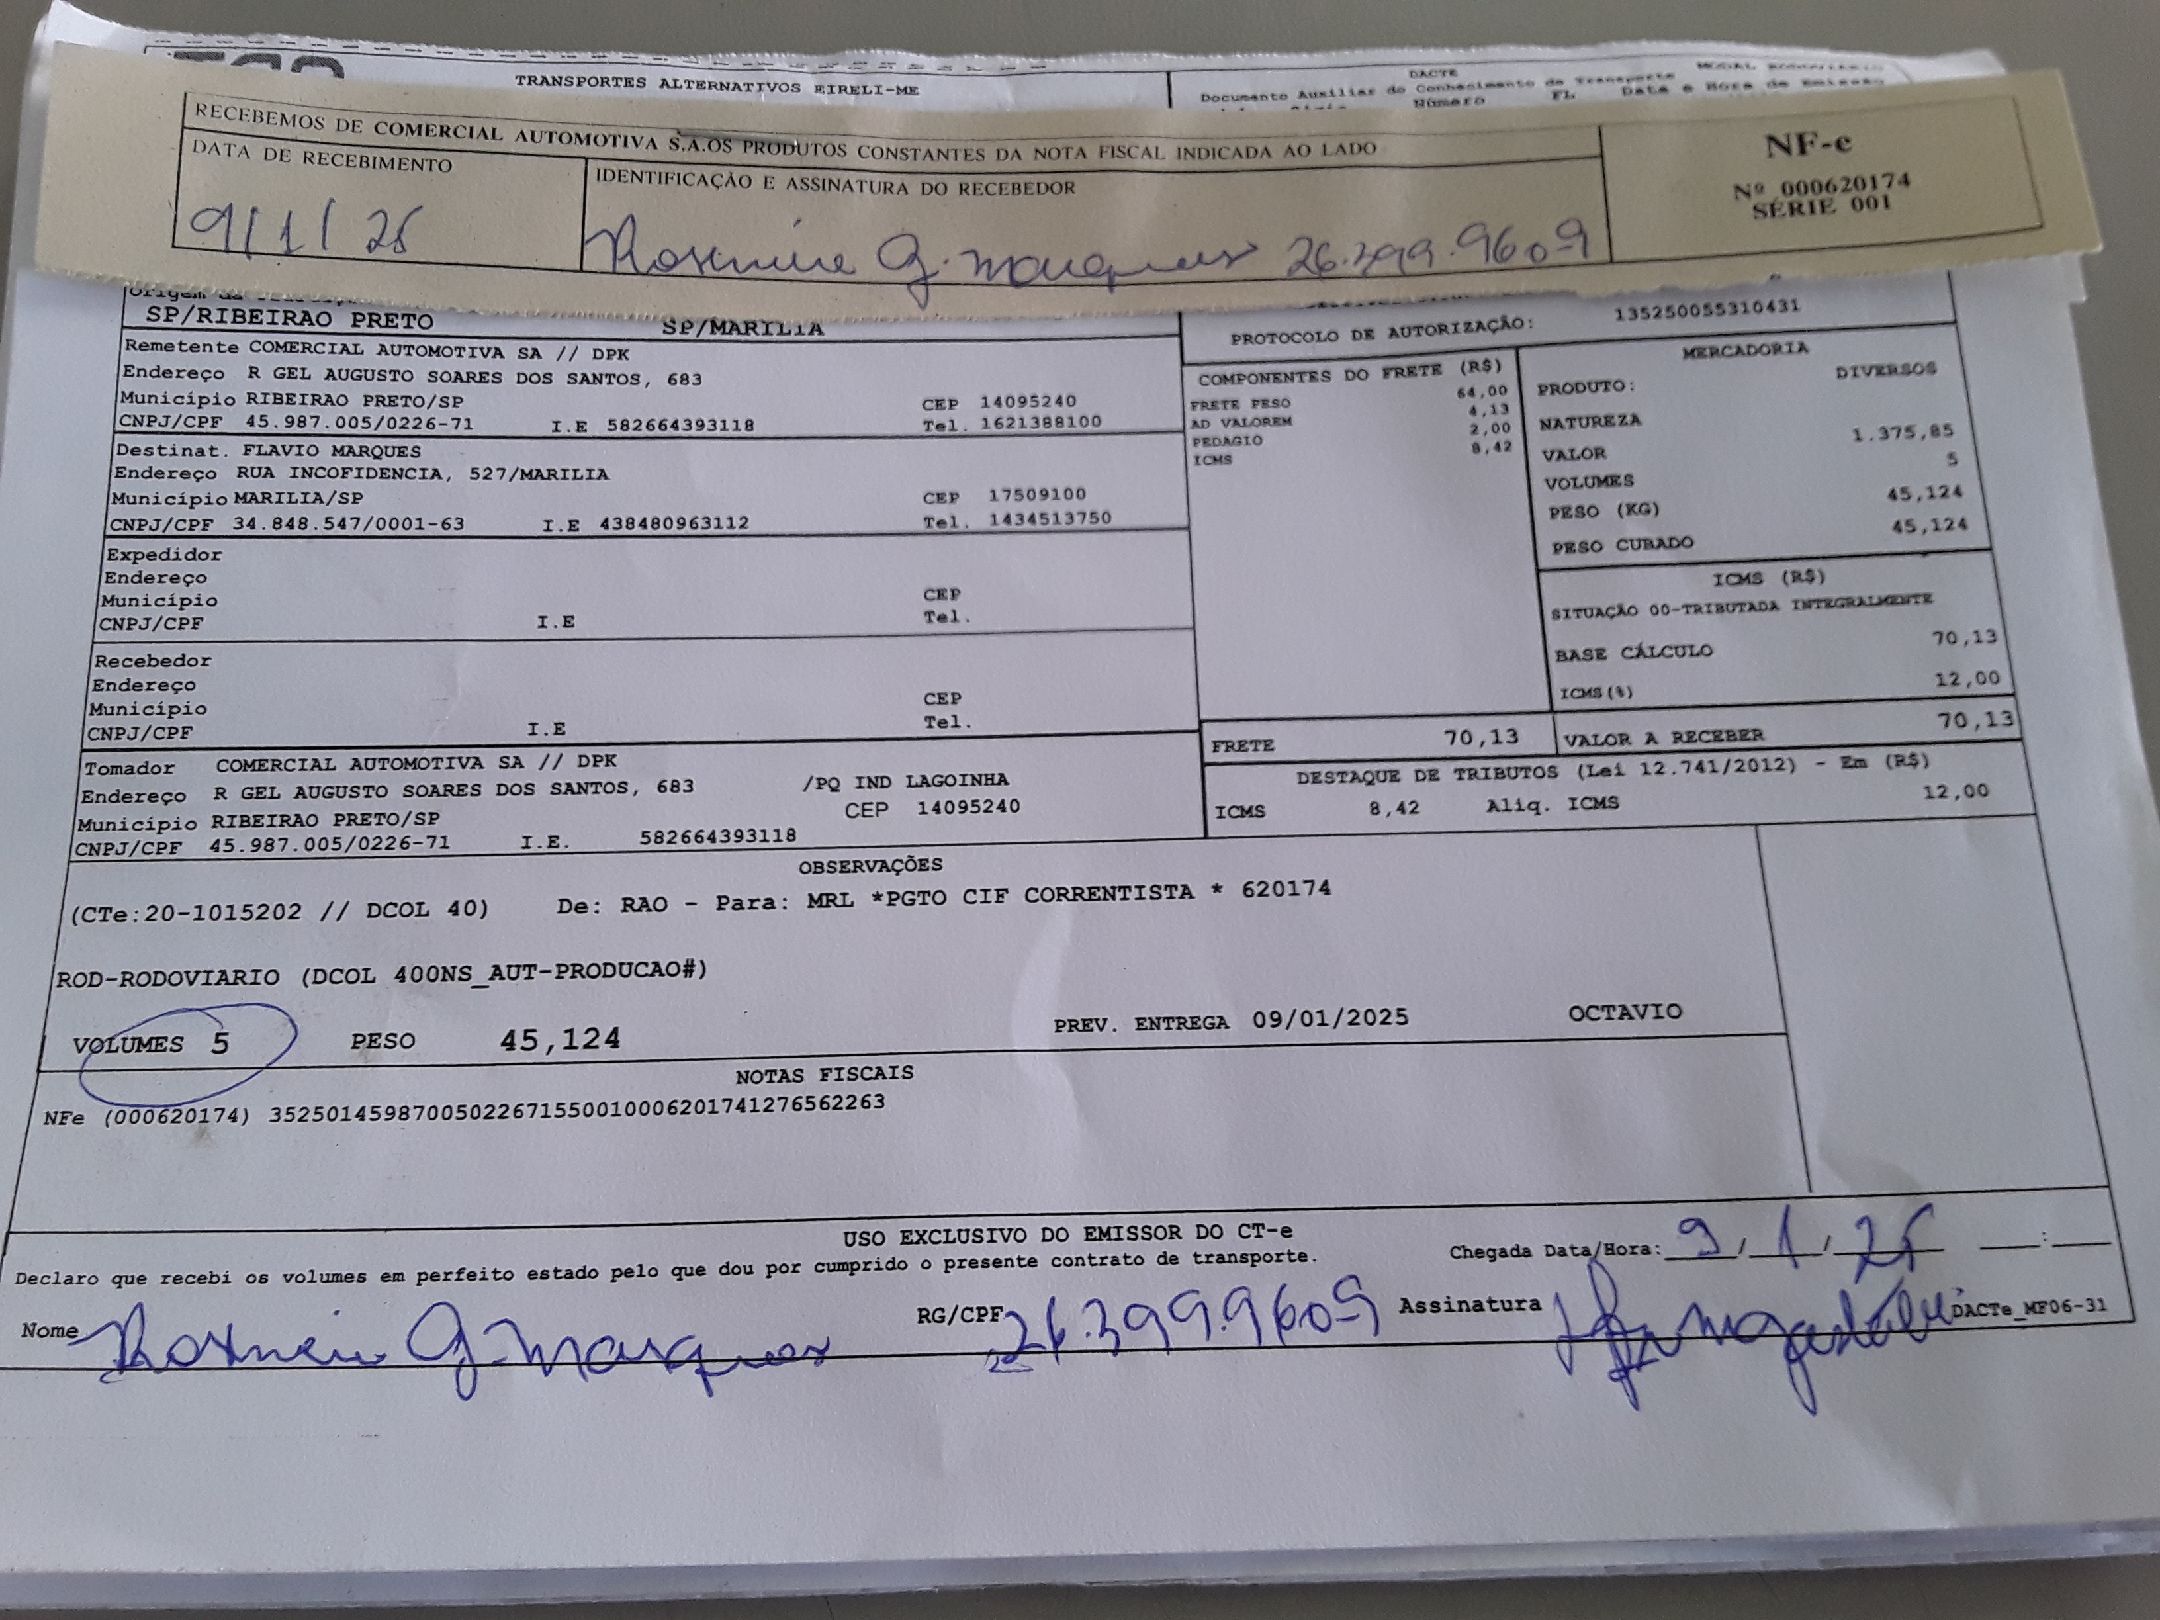 TRANSPORTES ALTERNATIVOS EIRELI-ME
DACTE
Documento Auxiliar do Conhecimento de Transporte
Número FL Data e Hora de Emissão
RECEBEMOS DE COMERCIAL AUTOMOTIVA S.A.OS PRODUTOS CONSTANTES DA NOTA FISCAL INDICADA AO LADO
DATA DE RECEBIMENTO
9/1/25
IDENTIFICAÇÃO E ASSINATURA DO RECEBEDOR
G. Marques 26.399.960-9
NF-e
Nº 000620174
SÉRIE 001
Origem da
SP/RIBEIRAO PRETO SP/MARILIA
Remetente COMERCIAL AUTOMOTIVA SA // DPK
Endereço R GEL AUGUSTO SOARES DOS SANTOS, 683
Município RIBEIRAO PRETO/SP CEP 14095240
CNPJ/CPF 45.987.005/0226-71 I.E 582664393118 Tel. 1621388100
Destinat. FLAVIO MARQUES
Endereço RUA INCOFIDENCIA, 527/MARILIA
Município MARILIA/SP CEP 17509100
CNPJ/CPF 34.848.547/0001-63 I.E 438480963112 Tel. 1434513750
Expedidor
Endereço
Município CEP
CNPJ/CPF I.E Tel.
Recebedor
Endereço
Município CEP
CNPJ/CPF I.E Tel.
Tomador COMERCIAL AUTOMOTIVA SA // DPK
Endereço R GEL AUGUSTO SOARES DOS SANTOS, 683 /PQ IND LAGOINHA
Município RIBEIRAO PRETO/SP CEP 14095240
CNPJ/CPF 45.987.005/0226-71 I.E. 582664393118
PROTOCOLO DE AUTORIZAÇÃO: 135250055310431
COMPONENTES DO FRETE (R$)
FRETE PESO 64,00
AD VALOREM 4,13
PEDAGIO 2,00
ICMS 8,42
MERCADORIA
PRODUTO: DIVERSOS
NATUREZA
VALOR 1.375,85
VOLUMES 5
PESO (KG) 45,124
PESO CUBADO 45,124
ICMS (R$)
SITUAÇÃO 00-TRIBUTADA INTEGRALMENTE
BASE CÁLCULO 70,13
ICMS(%) 12,00
FRETE 70,13 VALOR A RECEBER 70,13
DESTAQUE DE TRIBUTOS (Lei 12.741/2012) - Em (R$)
ICMS 8,42 Aliq. ICMS 12,00
OBSERVAÇÕES
(CTe:20-1015202 // DCOL 40) De: RAO - Para: MRL *PGTO CIF CORRENTISTA * 620174
ROD-RODOVIARIO (DCOL 400NS_AUT-PRODUCAO#)
VOLUMES 5 PESO 45,124 PREV. ENTREGA 09/01/2025 OCTAVIO
NOTAS FISCAIS
NFe (000620174) 35250145987005022671550010006201741276562263
USO EXCLUSIVO DO EMISSOR DO CT-e
Declaro que recebi os volumes em perfeito estado pelo que dou por cumprido o presente contrato de transporte.
Chegada Data/Hora: 9/1/25 __:__
Nome G. Marques RG/CPF 26.399.960-9 Assinatura DACTe_MF06-31